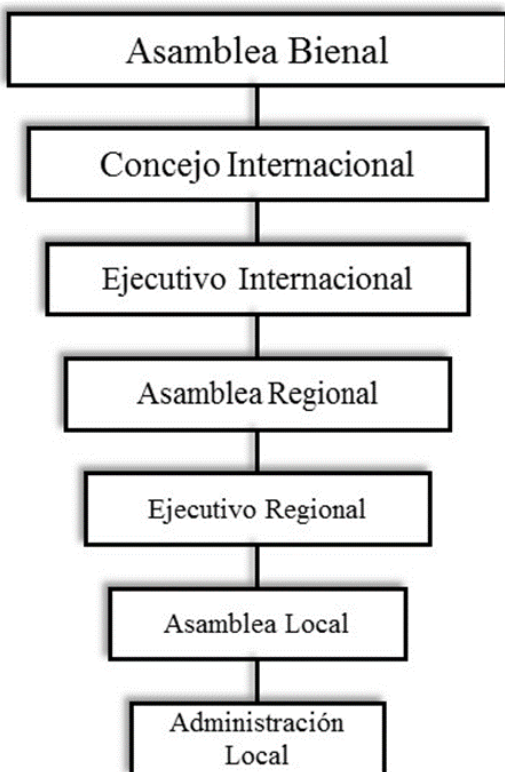 Asamblea Bienal
Concejo Internacional
Ejecutivo Internacional
Asamblea Regional
Ejecutivo Regional
Asamblea Local
Administración
Local